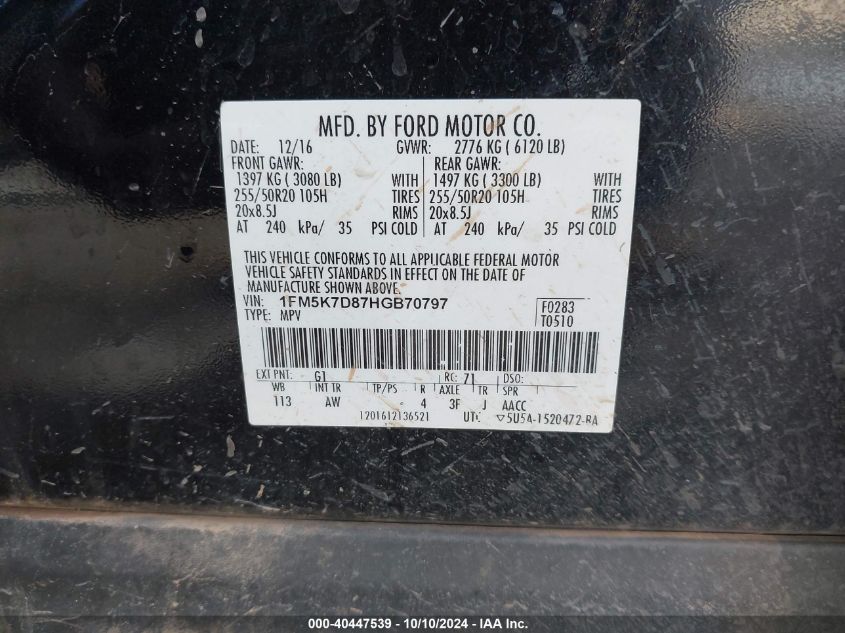 MFD. BY FORD MOTOR CO.
DATE: 12/16 GVWR: 2776 KG ( 6120 LB)
FRONT GAWR: REAR GAWR:
1397 KG ( 3080 LB) WITH 1497 KG ( 3300 LB) WITH
255/50R20 105H TIRES 255/50R20 105H TIRES
20x8.5J RIMS 20x8.5J RIMS
AT 240 kPa/ 35 PSI COLD AT 240 kPa/ 35 PSI COLD
THIS VEHICLE CONFORMS TO ALL APPLICABLE FEDERAL MOTOR
VEHICLE SAFETY STANDARDS IN EFFECT ON THE DATE OF
MANUFACTURE SHOWN ABOVE.
VIN: 1FM5K7D87HGB70797 F0283
TYPE: MPV T0510
EXT PNT: G1 RC: 71 DSO:
WB INT TR TP/PS R AXLE TR SPR
113 AW - 4 3F J AACC
1201612136521 UTC ▽5U5A-1520472-BA
000-40447539 - 10/10/2024 - IAA Inc.